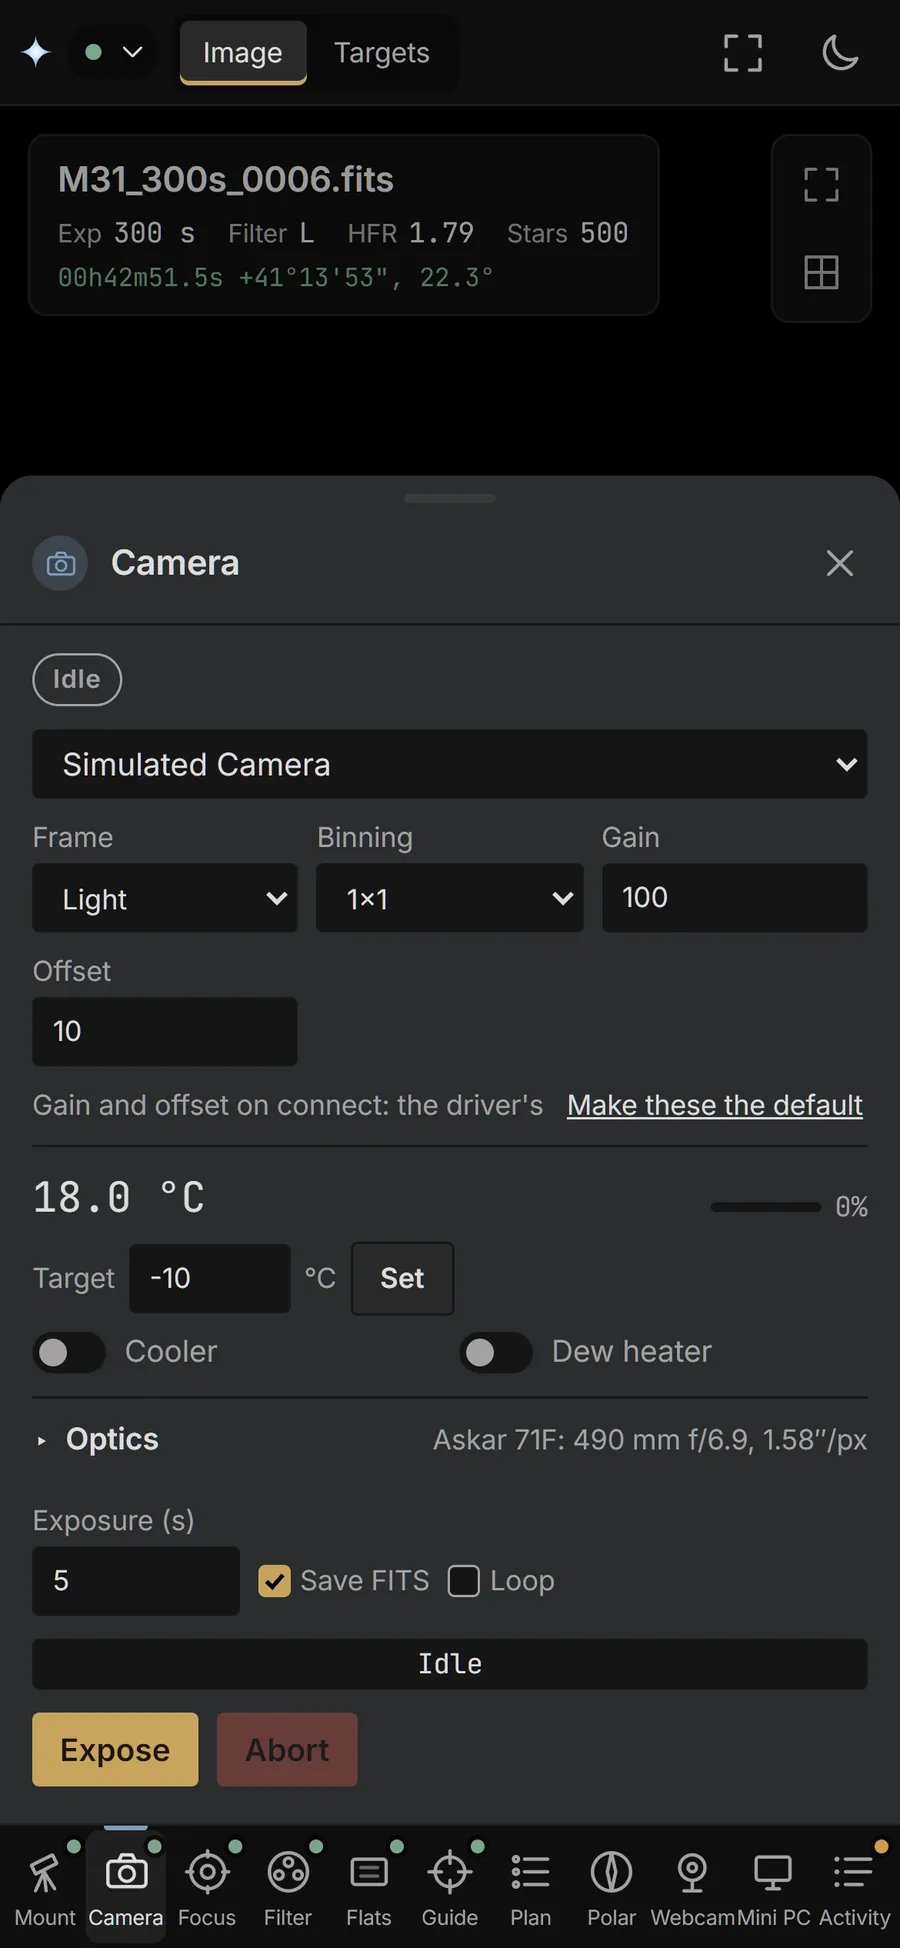 Image Targets
M31_300s_0006.fits
Exp 300 s Filter L HFR 1.79 Stars 500
00h42m51.5s +41°13'53", 22.3°
Camera
Idle
Simulated Camera
Frame Binning Gain
Light 1×1 100
Offset
10
Gain and offset on connect: the driver's Make these the default
18.0 °C 0%
Target -10 °C Set
Cooler Dew heater
Optics Askar 71F: 490 mm f/6.9, 1.58″/px
Exposure (s)
5 Save FITS Loop
Idle
Expose Abort
Mount Camera Focus Filter Flats Guide Plan Polar Webcam Mini PC Activity